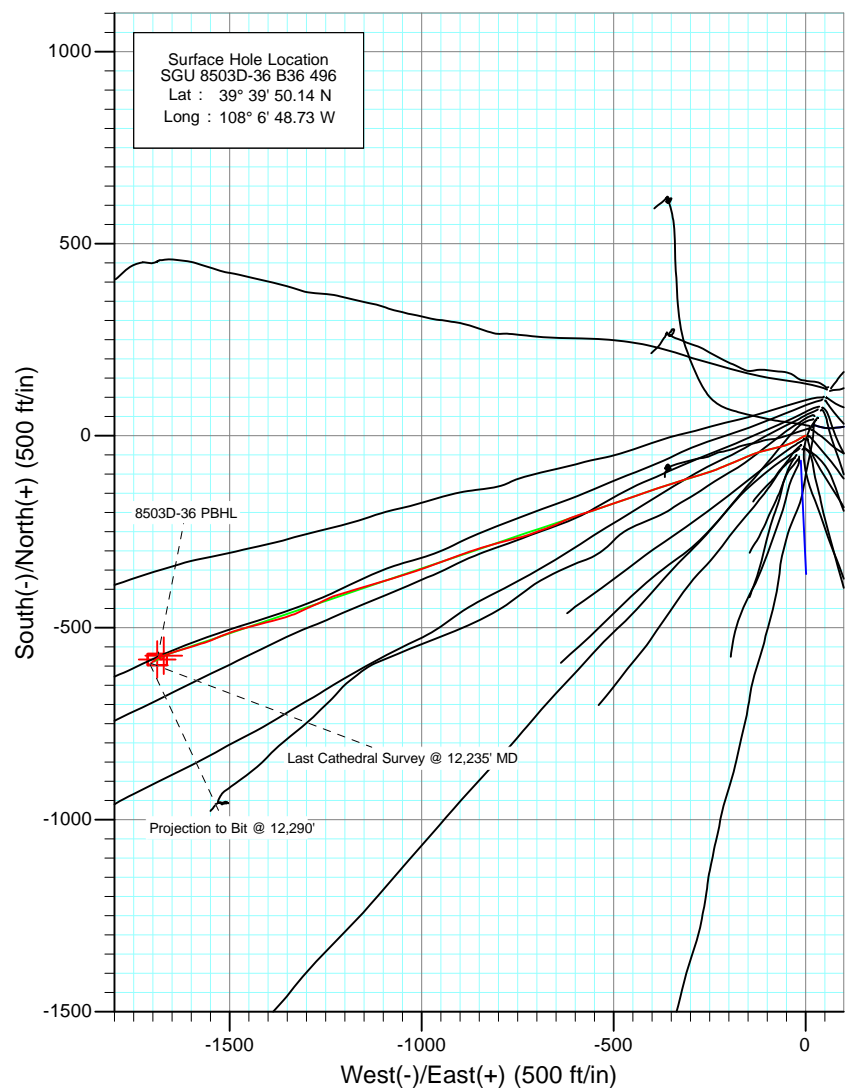 Surface Hole Location
SGU 8503D-36 B36 496
Lat : 39° 39' 50.14 N
Long : 108° 6' 48.73 W
1000
500
0
-500
-1000
-1500
South(-)/North(+) (500 ft/in)
8503D-36 PBHL
Last Cathedral Survey @ 12,235' MD
Projection to Bit @ 12,290'
-1500
-1000
-500
0
West(-)/East(+) (500 ft/in)